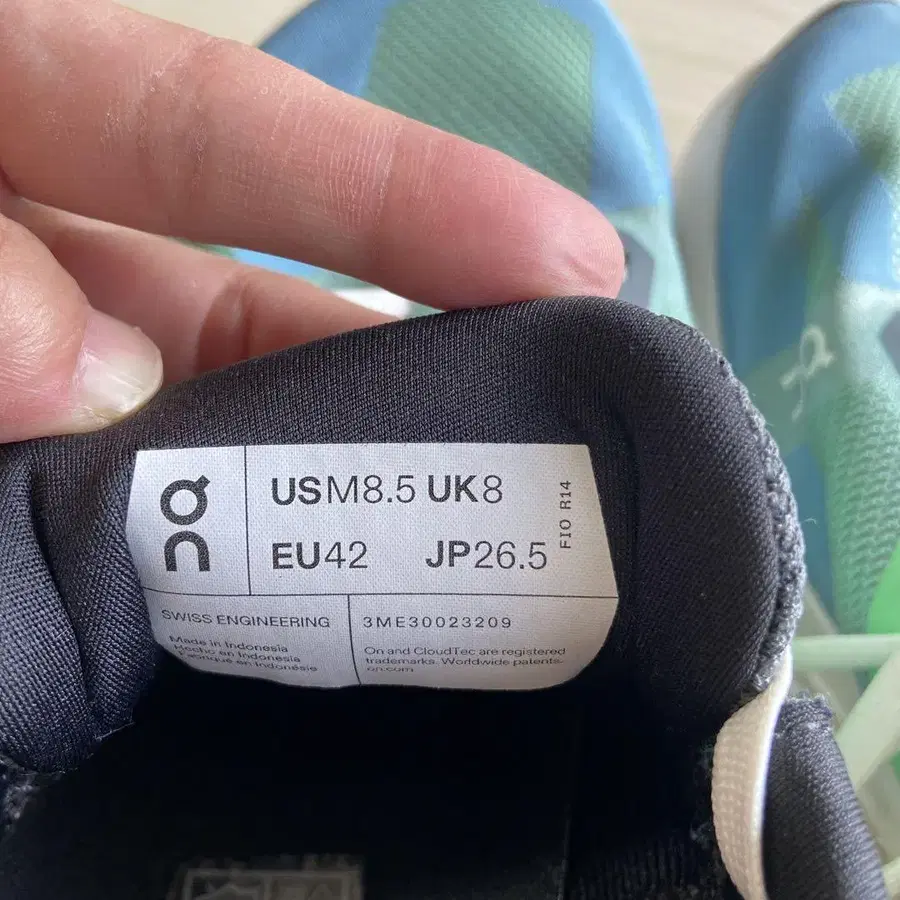 USM8.5 UK8
EU42 JP26.5
FIO R14
SWISS ENGINEERING
Made in Indonesia
Hecho en Indonesia
Fabriqué en Indonésie
3ME30023209
On and CloudTec are registered
trademarks. Worldwide patents.
on.com